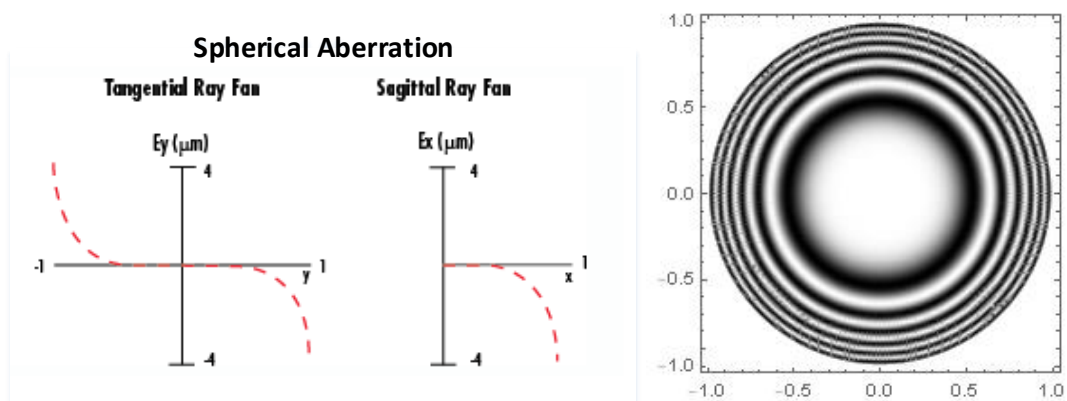 Spherical Aberration
Tangential Ray Fan
Sagittal Ray Fan
Ey (μm)
4
-1
1
y
-4
Ex (μm)
4
1
x
-4
1.0
0.5
0.0
−0.5
−1.0
−1.0
−0.5
0.0
0.5
1.0